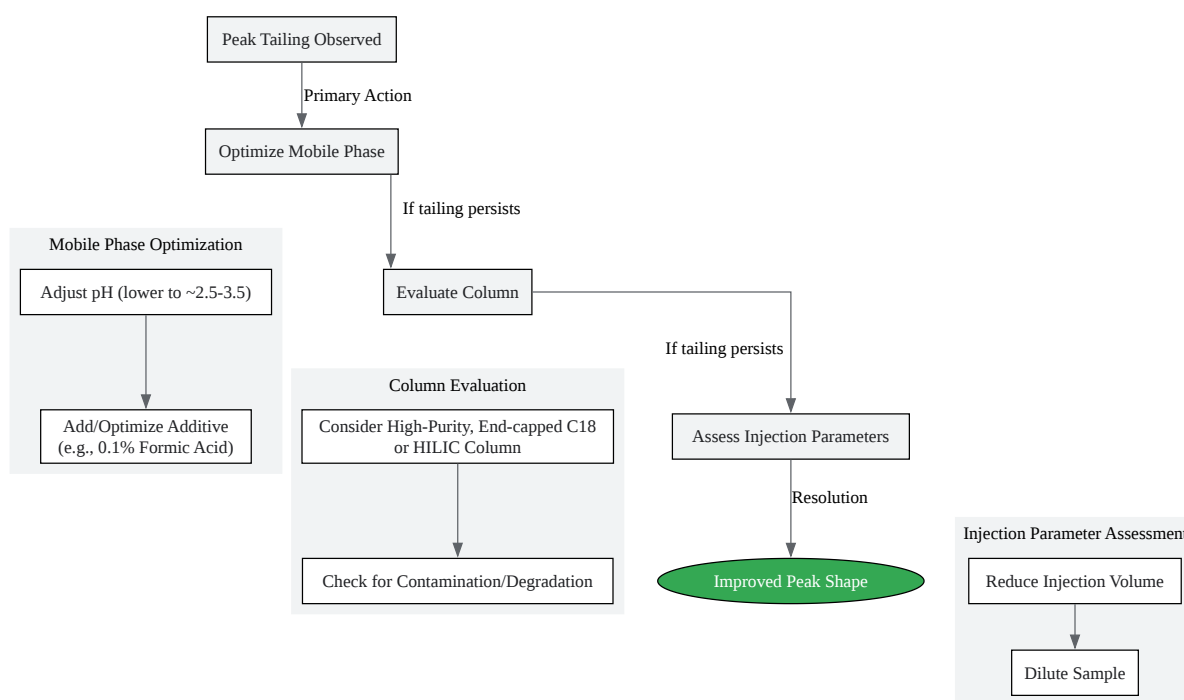 Peak Tailing Observed
Primary Action
Optimize Mobile Phase
If tailing persists
Mobile Phase Optimization
Adjust pH (lower to ~2.5-3.5)
Add/Optimize Additive
(e.g., 0.1% Formic Acid)
Evaluate Column
If tailing persists
Column Evaluation
Consider High-Purity, End-capped C18
or HILIC Column
Check for Contamination/Degradation
Assess Injection Parameters
Resolution
Improved Peak Shape
Injection Parameter Assessment
Reduce Injection Volume
Dilute Sample